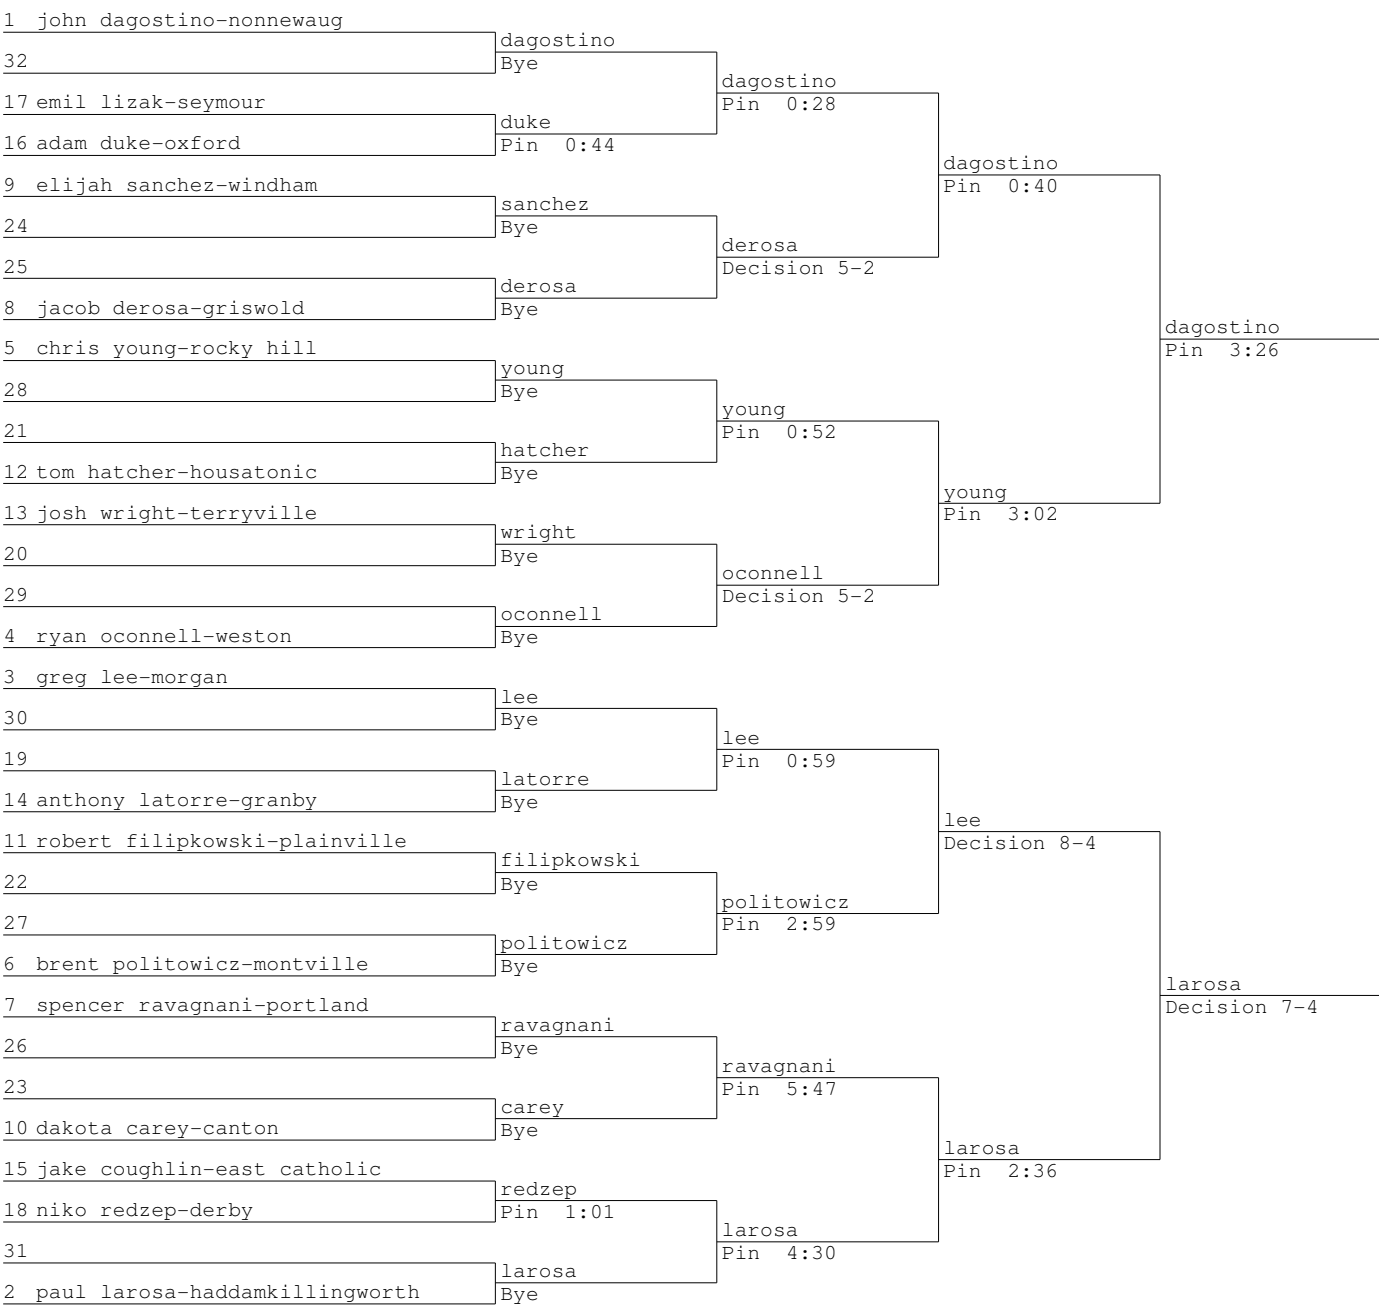 1 john dagostino-nonnewaug
dagostino
32
Bye
dagostino
17 emil lizak-seymour
Pin 0:28
duke
16 adam duke-oxford
Pin 0:44
dagostino
9 elijah sanchez-windham
Pin 0:40
sanchez
24
Bye
derosa
25
Decision 5-2
derosa
8 jacob derosa-griswold
Bye
dagostino
5 chris young-rocky hill
Pin 3:26
young
28
Bye
young
21
Pin 0:52
hatcher
12 tom hatcher-housatonic
Bye
young
13 josh wright-terryville
Pin 3:02
wright
20
Bye
oconnell
29
Decision 5-2
oconnell
4 ryan oconnell-weston
Bye
3 greg lee-morgan
lee
30
Bye
lee
19
Pin 0:59
latorre
14 anthony latorre-granby
Bye
lee
11 robert filipkowski-plainville
Decision 8-4
filipkowski
22
Bye
politowicz
27
Pin 2:59
politowicz
6 brent politowicz-montville
Bye
larosa
7 spencer ravagnani-portland
Decision 7-4
ravagnani
26
Bye
ravagnani
23
Pin 5:47
carey
10 dakota carey-canton
Bye
larosa
15 jake coughlin-east catholic
Pin 2:36
redzep
18 niko redzep-derby
Pin 1:01
larosa
31
Pin 4:30
larosa
2 paul larosa-haddamkillingworth
Bye